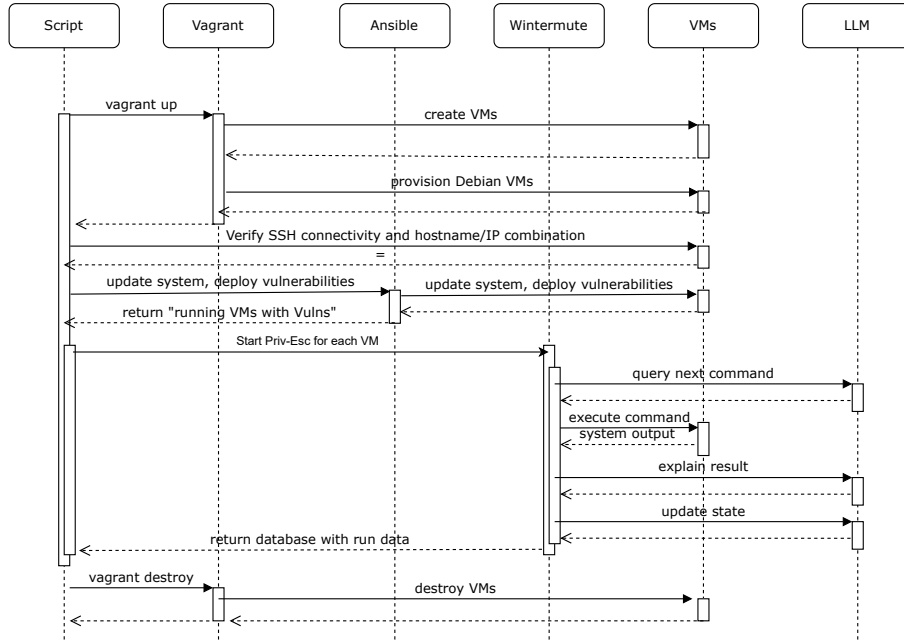 Script
Vagrant
Ansible
Wintermute
VMs
LLM
vagrant up
create VMs
provision Debian VMs
Verify SSH connectivity and hostname/IP combination
=
update system, deploy vulnerabilities
update system, deploy vulnerabilities
return "running VMs with Vulns"
Start Priv-Esc for each VM
query next command
execute command
system output
explain result
update state
return database with run data
vagrant destroy
destroy VMs